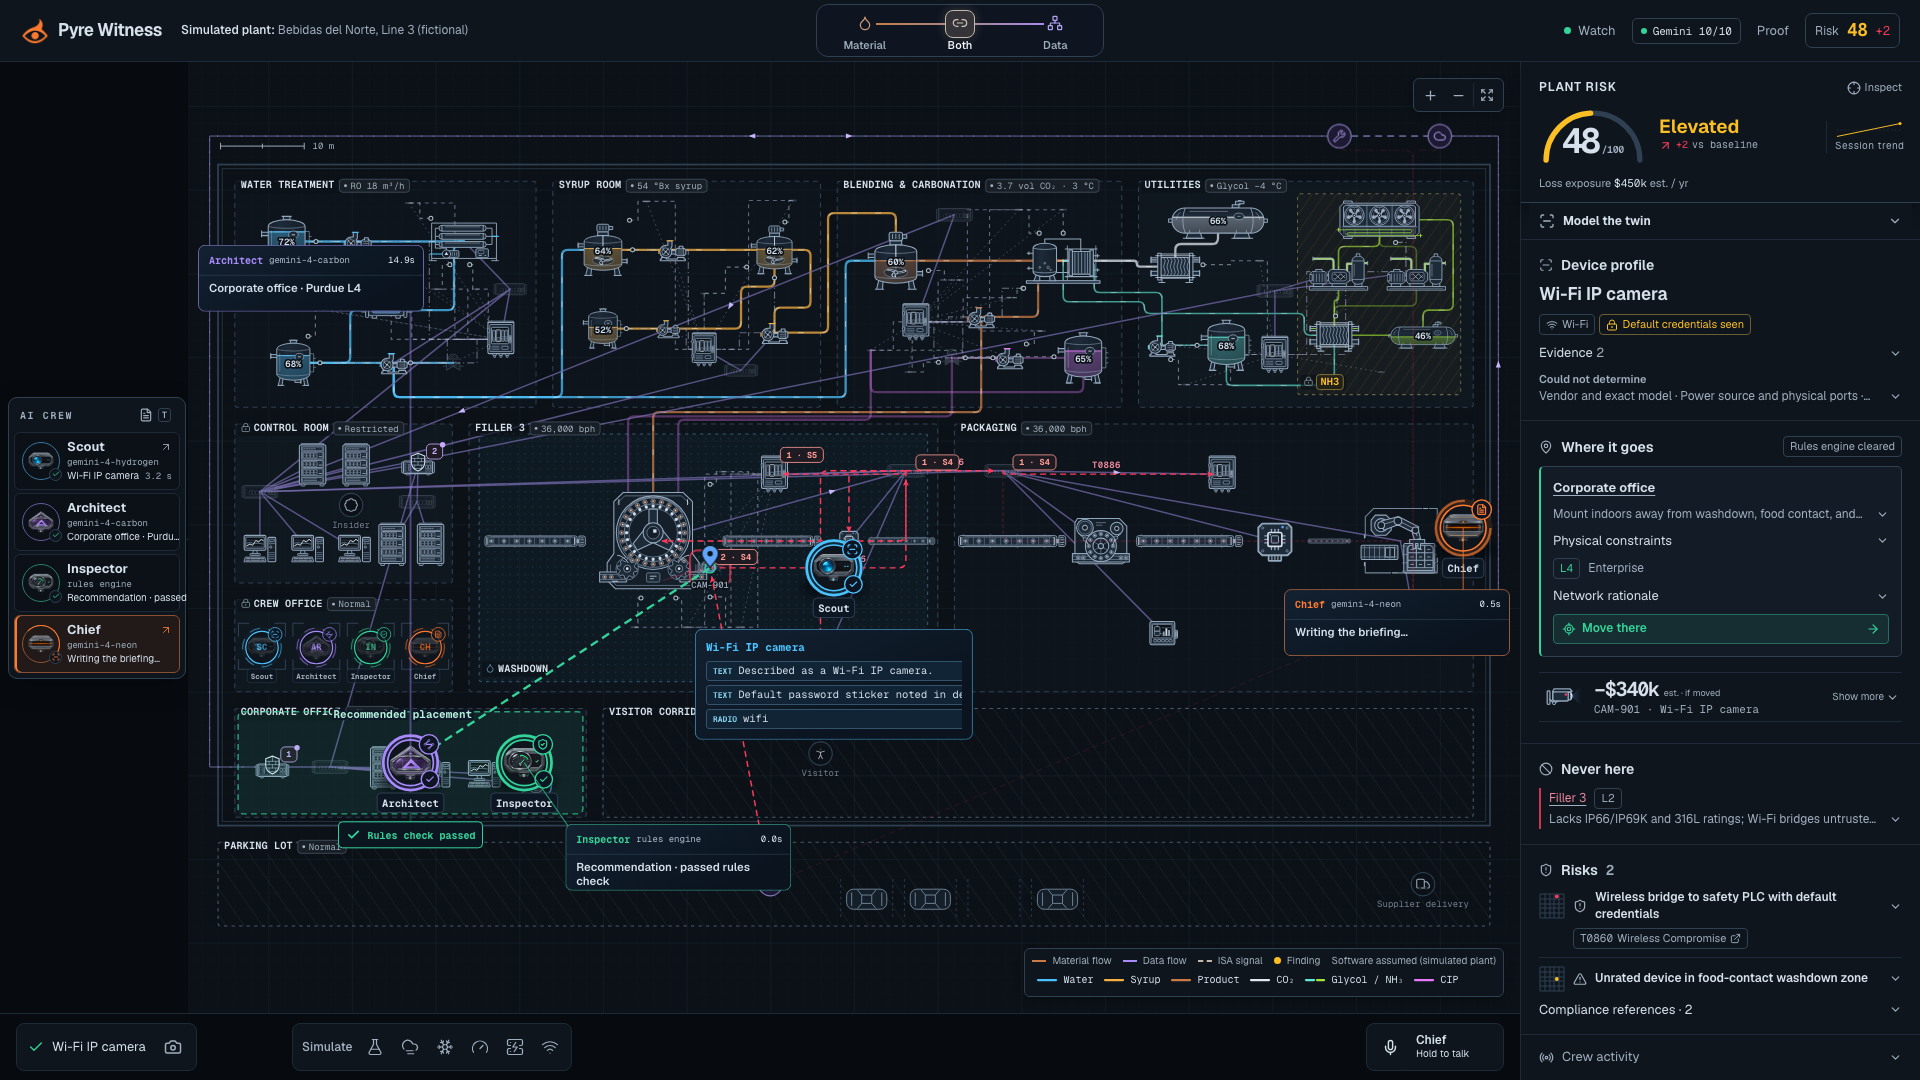 Pyre Witness
Simulated plant: Bebidas del Norte, Line 3 (fictional)
Material
Both
Data
Watch
Gemini 10/10
Proof
Risk 48 +2
10 m
WATER TREATMENT
• RO 18 m³/h
SYRUP ROOM
• 54 °Bx syrup
BLENDING & CARBONATION
• 3.7 vol CO₂ · 3 °C
UTILITIES
• Glycol −4 °C
72%
64%
62%
60%
66%
52%
68%
65%
68%
46%
NH3
Architect gemini-4-carbon 14.9s
Corporate office · Purdue L4
AI CREW
T
Scout
gemini-4-hydrogen
Wi-Fi IP camera 3.2 s
Architect
gemini-4-carbon
Corporate office · Purdu…
Inspector
rules engine
Recommendation · passed
Chief
gemini-4-neon
Writing the briefing…
CONTROL ROOM
• Restricted
2
Insider
FILLER 3
• 36,000 bph
PACKAGING
• 36,000 bph
1 · S5
1 · S4
1 · S4
T0886
2 · S4
CAM-901
Scout
Chief
WASHDOWN
CREW OFFICE
• Normal
SC
AR
IN
CH
Scout
Architect
Inspector
Chief
Chief gemini-4-neon 0.5s
Writing the briefing…
Wi-Fi IP camera
TEXT Described as a Wi-Fi IP camera.
TEXT Default password sticker noted in de
RADIO wifi
CORPORATE OFFIC
Recommended placement
1
Architect
Inspector
VISITOR CORRID
Visitor
Rules check passed
Inspector rules engine 0.0s
Recommendation · passed rules
check
PARKING LOT
• Normal
Supplier delivery
Material flow
Data flow
ISA signal
Finding
Software assumed (simulated plant)
Water
Syrup
Product
CO₂
Glycol / NH₃
CIP
Wi-Fi IP camera
Simulate
Chief
Hold to talk
PLANT RISK
Inspect
48 /100
Elevated
+2 vs baseline
Session trend
Loss exposure $450k est. / yr
Model the twin
Device profile
Wi-Fi IP camera
Wi-Fi
Default credentials seen
Evidence 2
Could not determine
Vendor and exact model · Power source and physical ports ·…
Where it goes
Rules engine cleared
Corporate office
Mount indoors away from washdown, food contact, and…
Physical constraints
L4 Enterprise
Network rationale
Move there
−$340k est. · if moved
CAM-901 · Wi-Fi IP camera
Show more
Never here
Filler 3
L2
Lacks IP66/IP69K and 316L ratings; Wi-Fi bridges untruste…
Risks 2
Wireless bridge to safety PLC with default
credentials
T0860 Wireless Compromise
Unrated device in food-contact washdown zone
Compliance references · 2
Crew activity